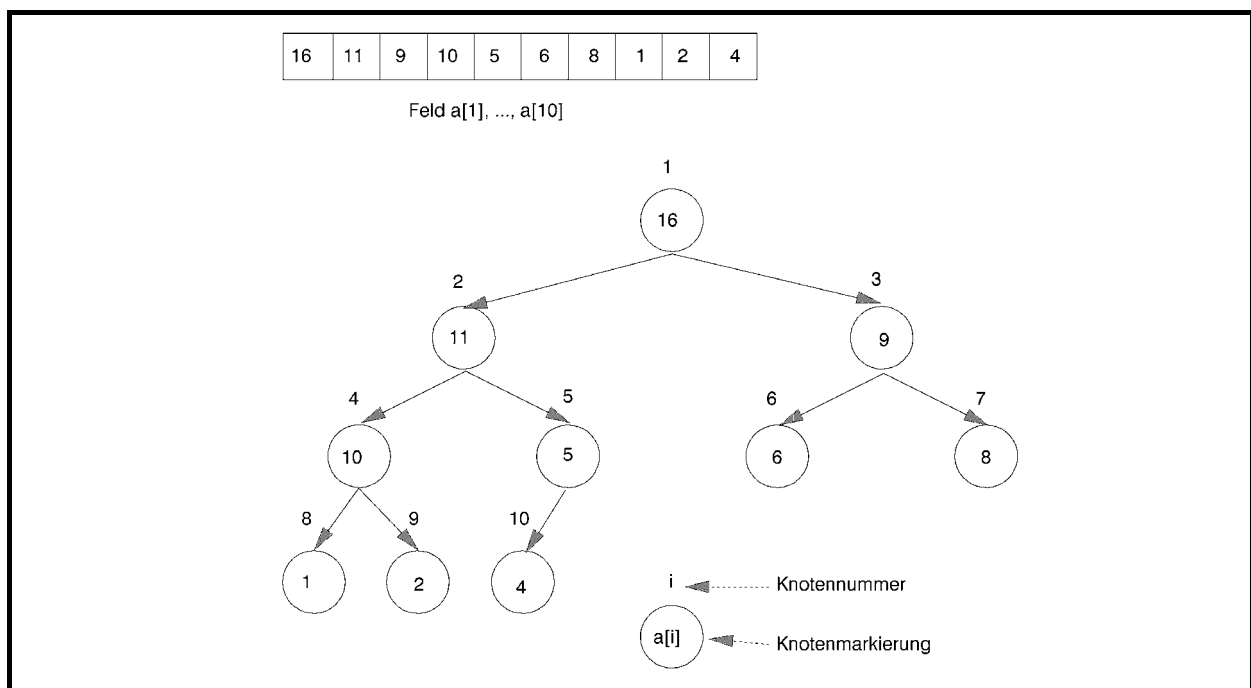 16 11 9 10 5 6 8 1 2 4
Feld a[1], ..., a[10]
1
16
2 3
11 9
4 5 6 7
10 5 6 8
8 9 10
1 2 4
i Knotennummer
a[i] Knotenmarkierung